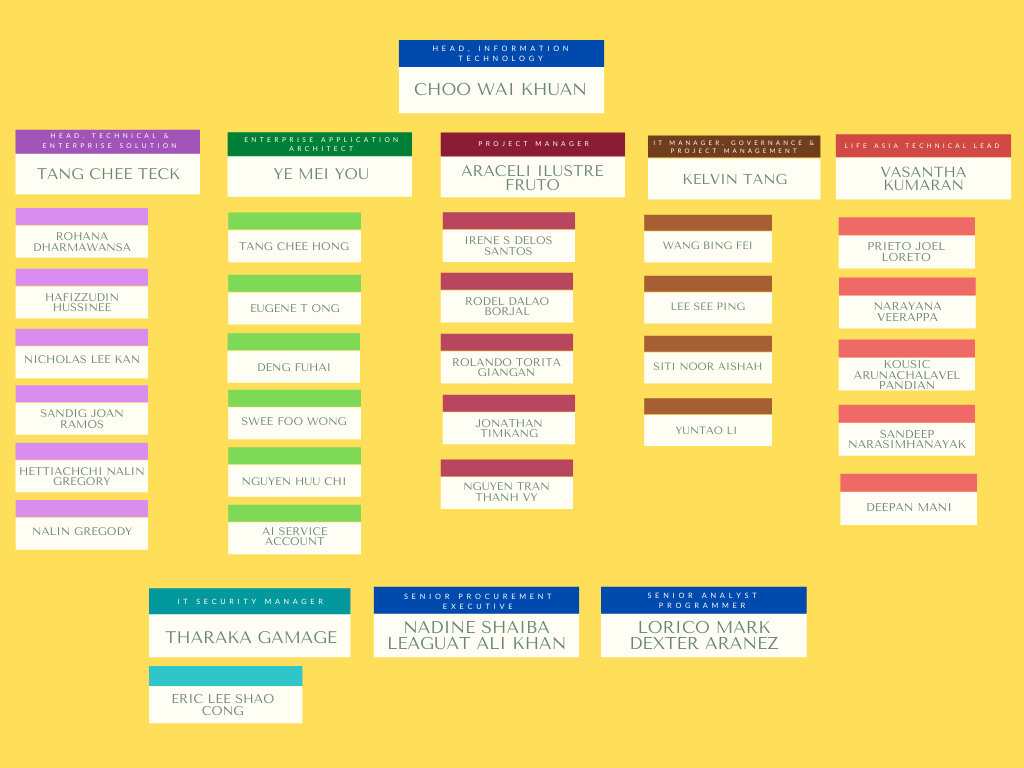 HEAD, INFORMATION
TECHNOLOGY
CHOO WAI KHUAN
HEAD, TECHNICAL &
ENTERPRISE SOLUTION
TANG CHEE TECK
ROHANA
DHARMAWANSA
HAFIZZUDIN
HUSSINEE
NICHOLAS LEE KAN
SANDIG JOAN
RAMOS
HETTIACHCHI NALIN
GREGORY
NALIN GREGODY
ENTERPRISE APPLICATION
ARCHITECT
YE MEI YOU
TANG CHEE HONG
EUGENE T ONG
DENG FUHAI
SWEE FOO WONG
NGUYEN HUU CHI
AI SERVICE
ACCOUNT
PROJECT MANAGER
ARACELI ILUSTRE
FRUTO
IRENE S DELOS
SANTOS
RODEL DALAO
BORJAL
ROLANDO TORITA
GIANGAN
JONATHAN
TIMKANG
NGUYEN TRAN
THANH VY
IT MANAGER, GOVERNANCE &
PROJECT MANAGEMENT
KELVIN TANG
WANG BING FEI
LEE SEE PING
SITI NOOR AISHAH
YUNTAO LI
LIFE ASIA TECHNICAL LEAD
VASANTHA
KUMARAN
PRIETO JOEL
LORETO
NARAYANA
VEERAPPA
KOUSIC
ARUNACHALAVEL
PANDIAN
SANDEEP
NARASIMHANAYAK
DEEPAN MANI
IT SECURITY MANAGER
THARAKA GAMAGE
ERIC LEE SHAO
CONG
SENIOR PROCUREMENT
EXECUTIVE
NADINE SHAIBA
LEAGUAT ALI KHAN
SENIOR ANALYST
PROGRAMMER
LORICO MARK
DEXTER ARANEZ